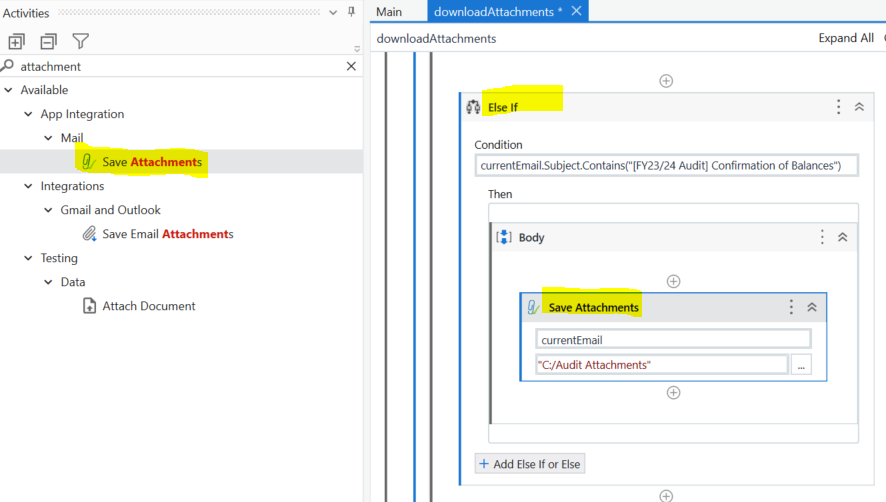 Activities
attachment
Available
App Integration
Mail
Save Attachments
Integrations
Gmail and Outlook
Save Email Attachments
Testing
Data
Attach Document
Main
downloadAttachments *
downloadAttachments
Expand All
Else If
Condition
currentEmail.Subject.Contains("[FY23/24 Audit] Confirmation of Balances")
Then
Body
Save Attachments
currentEmail
"C:/Audit Attachments"
...
+ Add Else If or Else